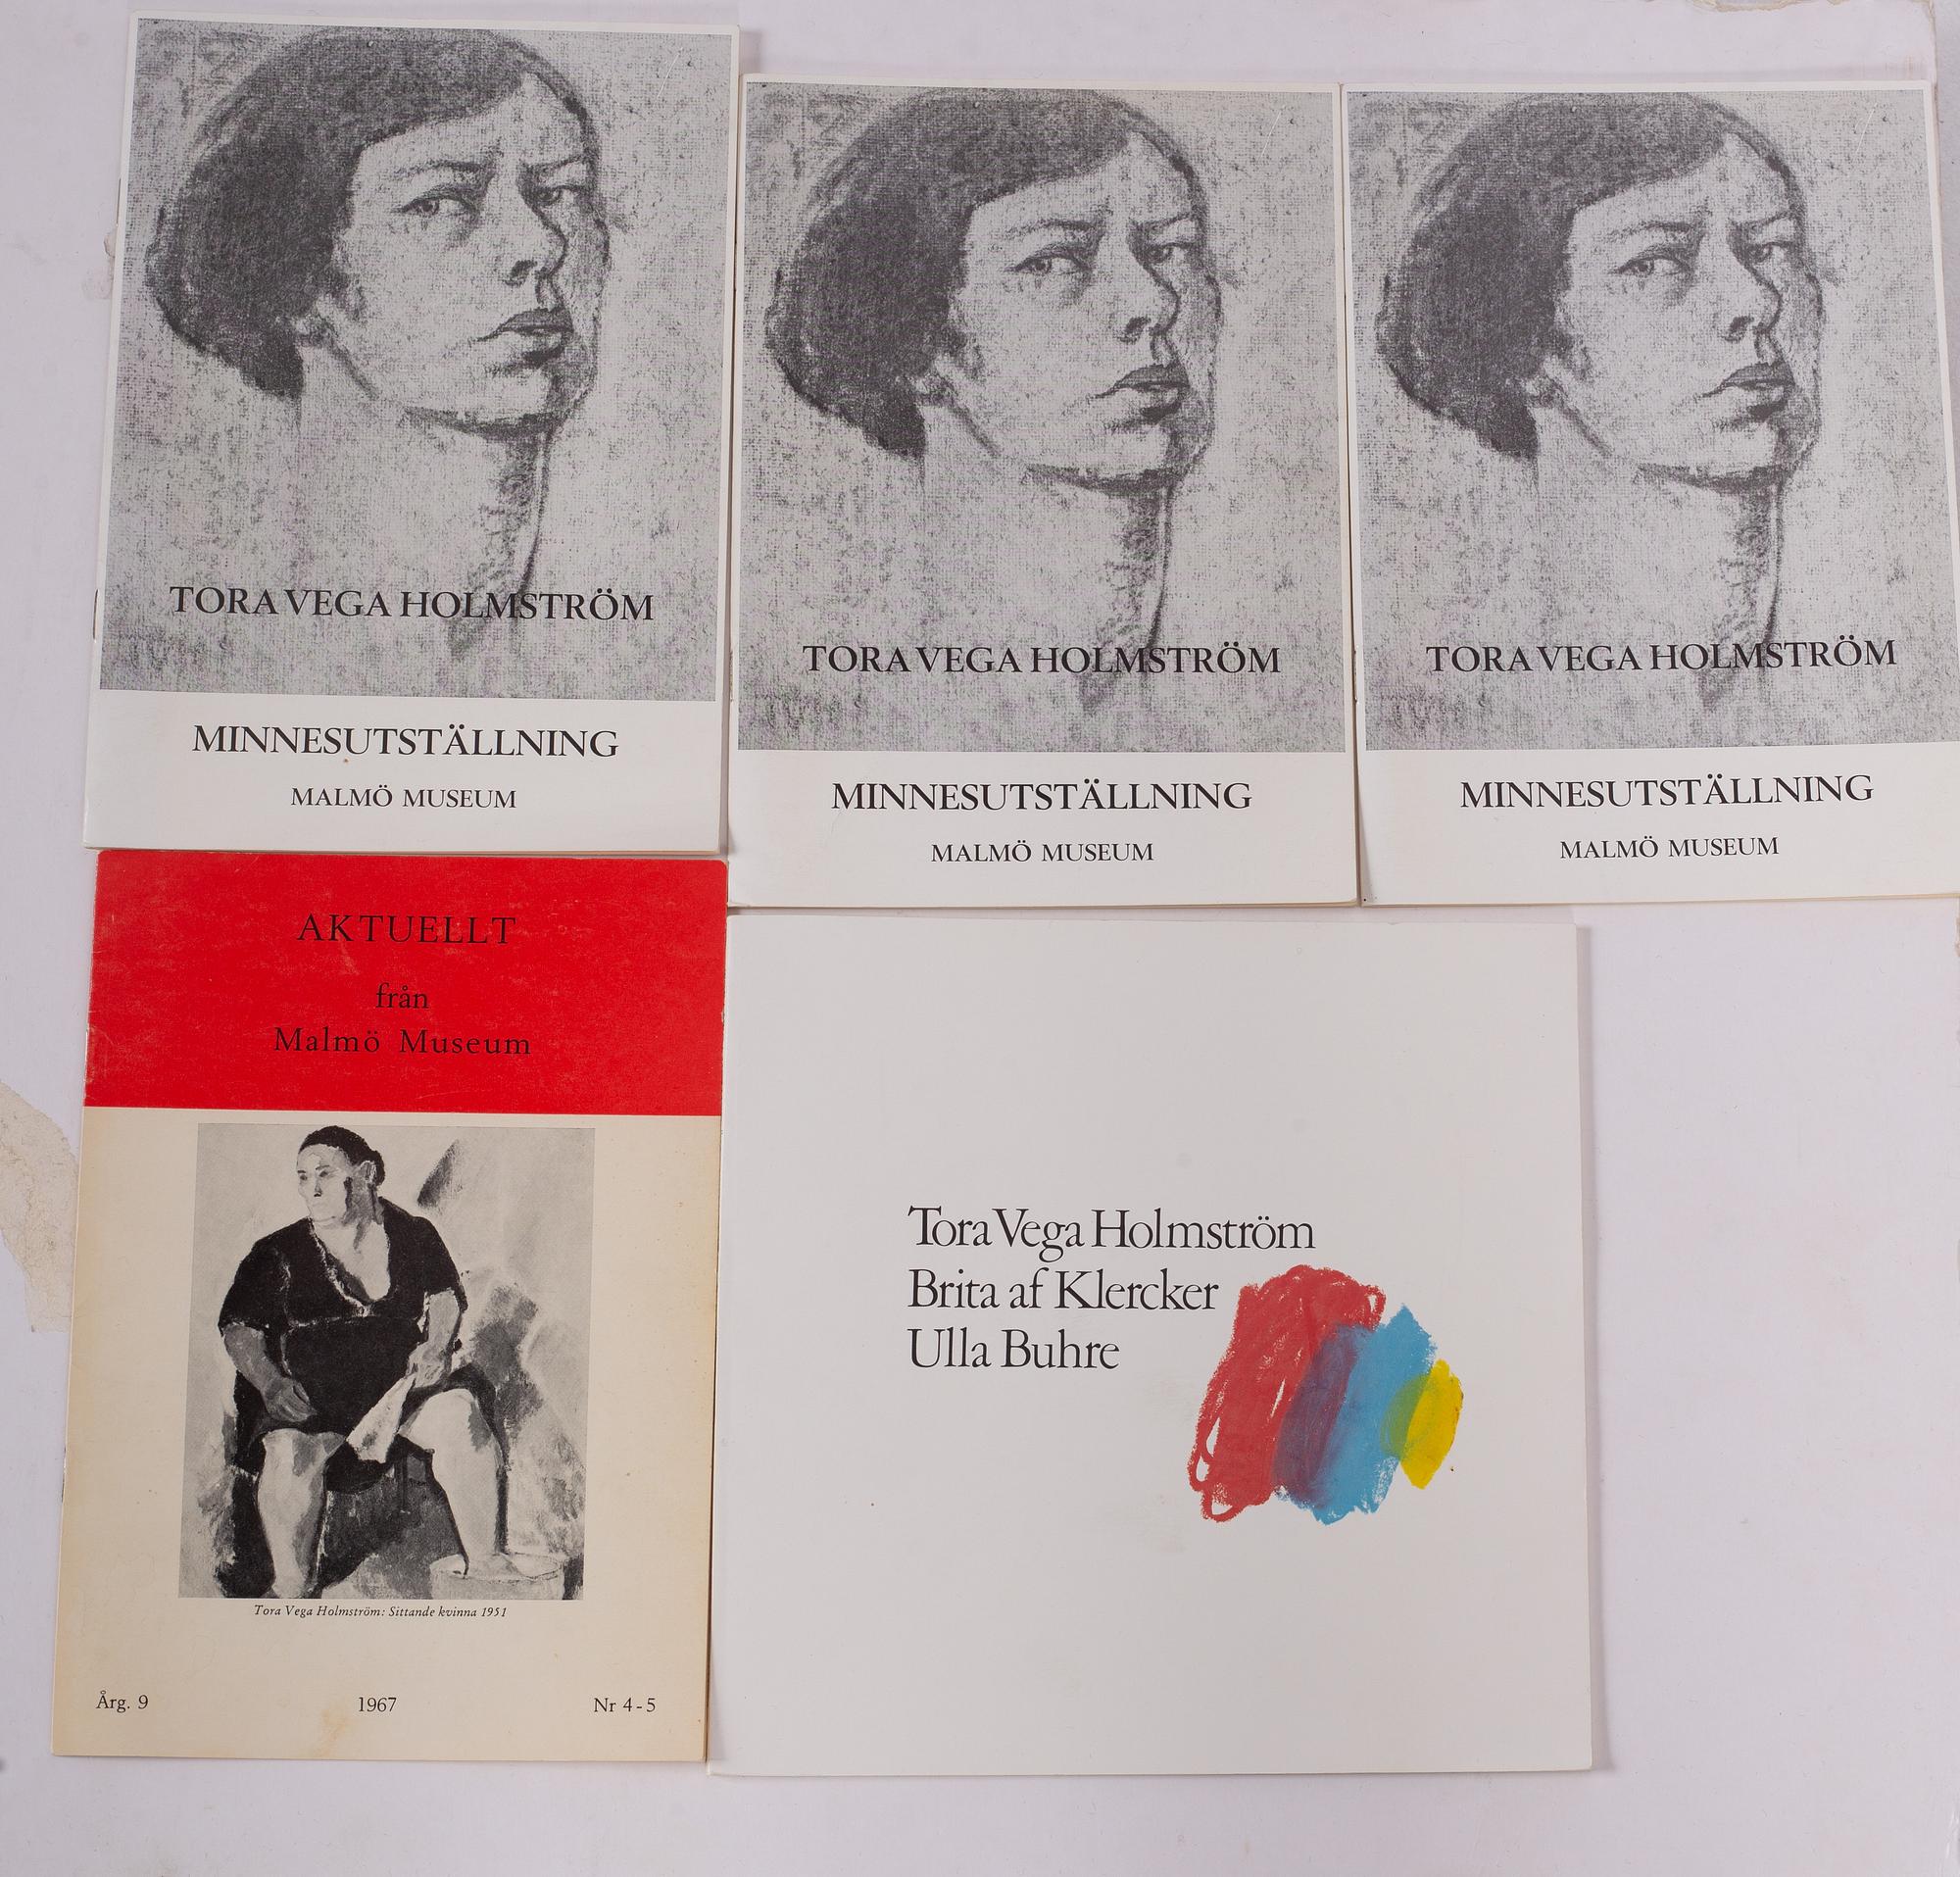 TORA VEGA HOLMSTRÖM
MINNESUTSTÄLLNING
MALMÖ MUSEUM
TORA VEGA HOLMSTRÖM
MINNESUTSTÄLLNING
MALMÖ MUSEUM
TORA VEGA HOLMSTRÖM
MINNESUTSTÄLLNING
MALMÖ MUSEUM
AKTUELLT
från
Malmö Museum
Tora Vega Holmström: Sittande kvinna 1951
Årg. 9 1967 Nr 4-5
Tora Vega Holmström
Brita af Klercker
Ulla Buhre